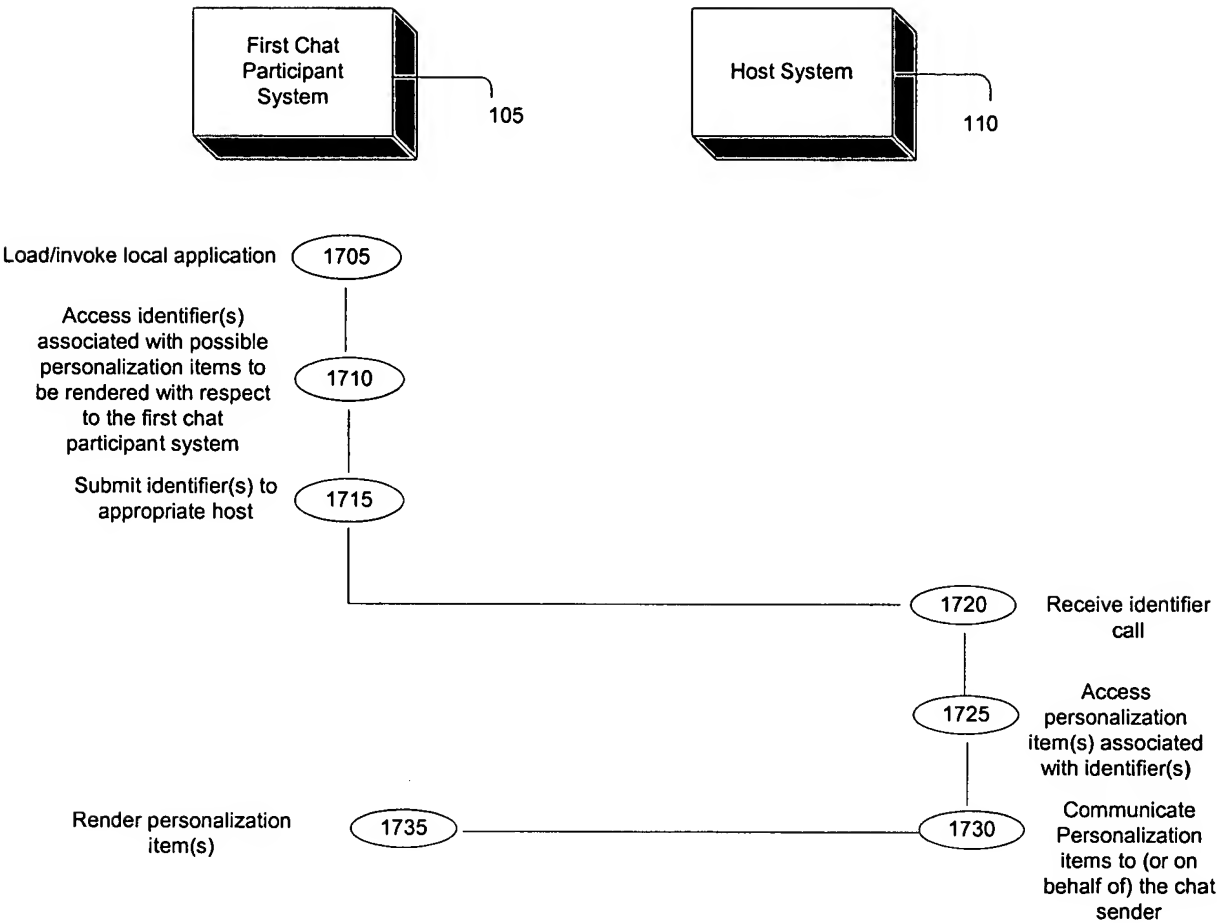 First Chat
Participant
System
105
Host System
110
Load/invoke local application
1705
Access identifier(s)
associated with possible
personalization items to
be rendered with respect
to the first chat
participant system
1710
Submit identifier(s) to
appropriate host
1715
1720
Receive identifier
call
1725
Access
personalization
item(s) associated
with identifier(s)
Render personalization
item(s)
1735
1730
Communicate
Personalization
items to (or on
behalf of) the chat
sender